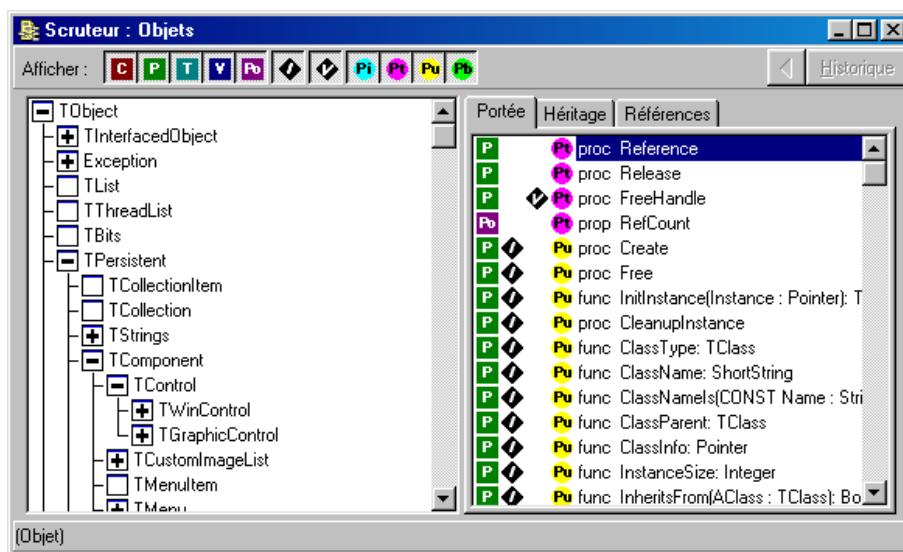 Scruteur : Objets
Afficher : C P T V Po Pi Pt Pu Pb Historique
TObject
TInterfacedObject
Exception
TList
TThreadList
TBits
TPersistent
TCollectionItem
TCollection
TStrings
TComponent
TControl
TWinControl
TGraphicControl
TCustomImageList
TMenuItem
TMenu
Portée Héritage Références
P Pt proc Reference
P Pt proc Release
P Pt proc FreeHandle
Po Pt prop RefCount
P Pu proc Create
P Pu proc Free
P Pu func InitInstance(Instance : Pointer): T
P Pu proc CleanupInstance
P Pu func ClassType: TClass
P Pu func ClassName: ShortString
P Pu func ClassNameIs(CONST Name : Stri
P Pu func ClassParent: TClass
P Pu func ClassInfo: Pointer
P Pu func InstanceSize: Integer
P Pu func InheritsFrom(AClass : TClass): Bo
(Objet)